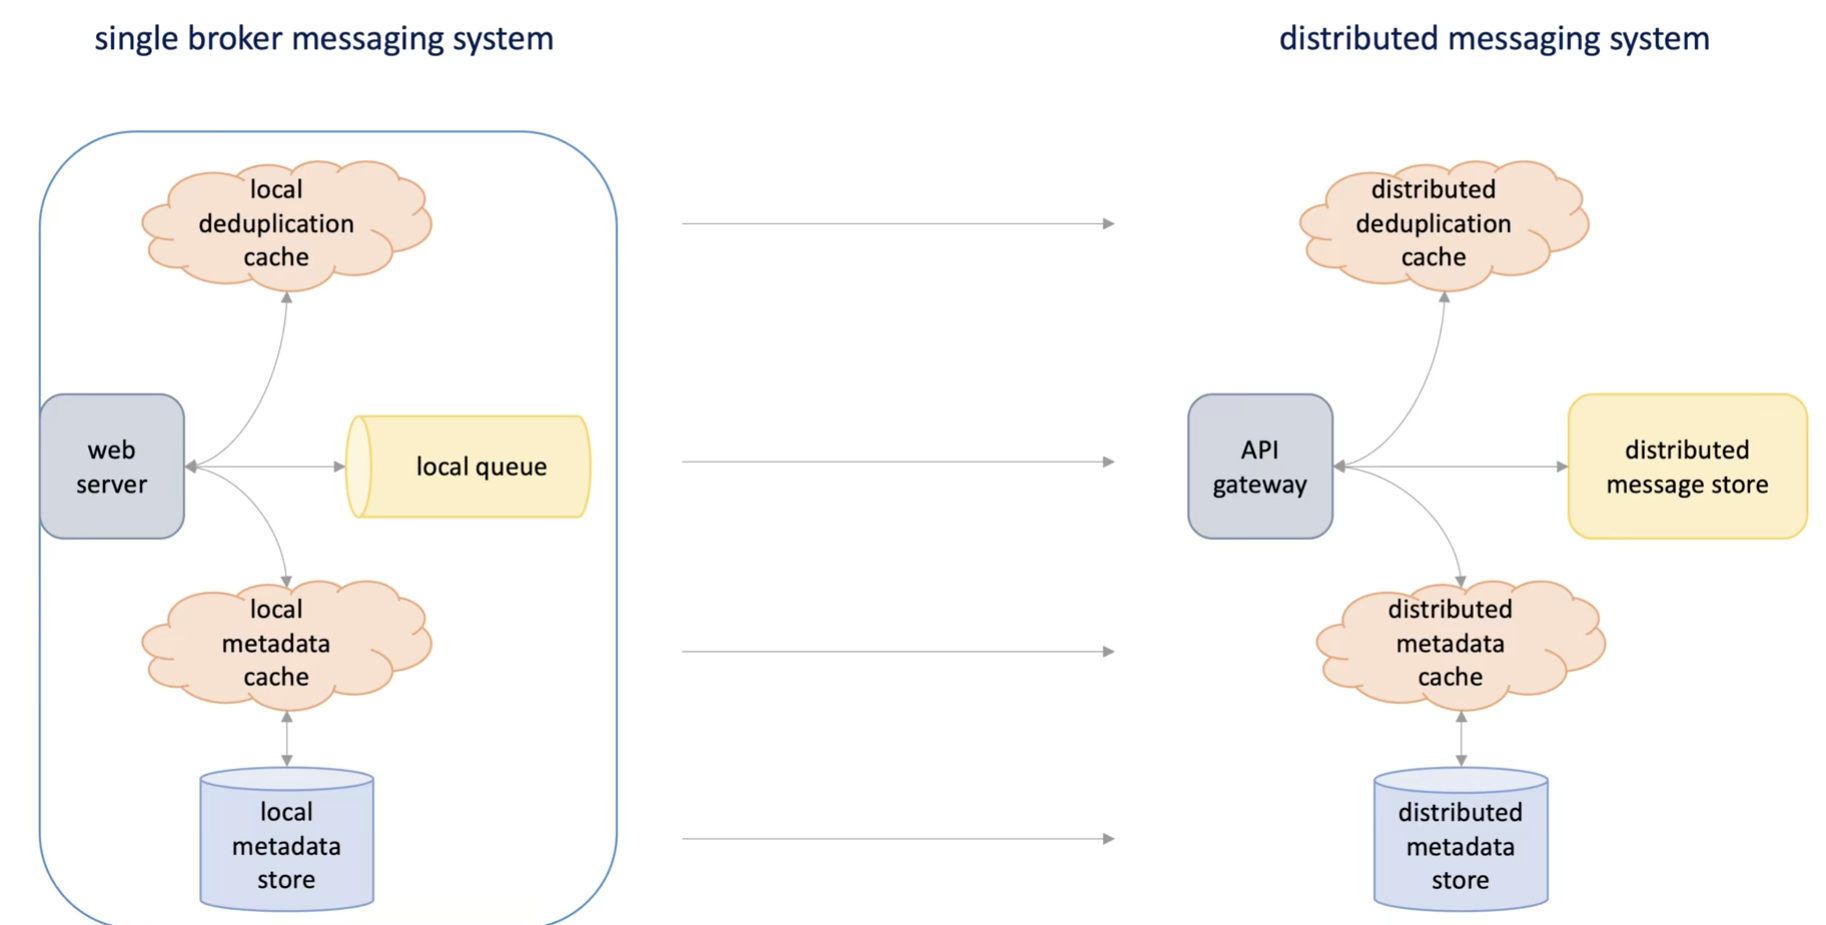 single broker messaging system
distributed messaging system
local
deduplication
cache
distributed
deduplication
cache
web
server
local queue
API
gateway
distributed
message store
local
metadata
cache
distributed
metadata
cache
local
metadata
store
distributed
metadata
store